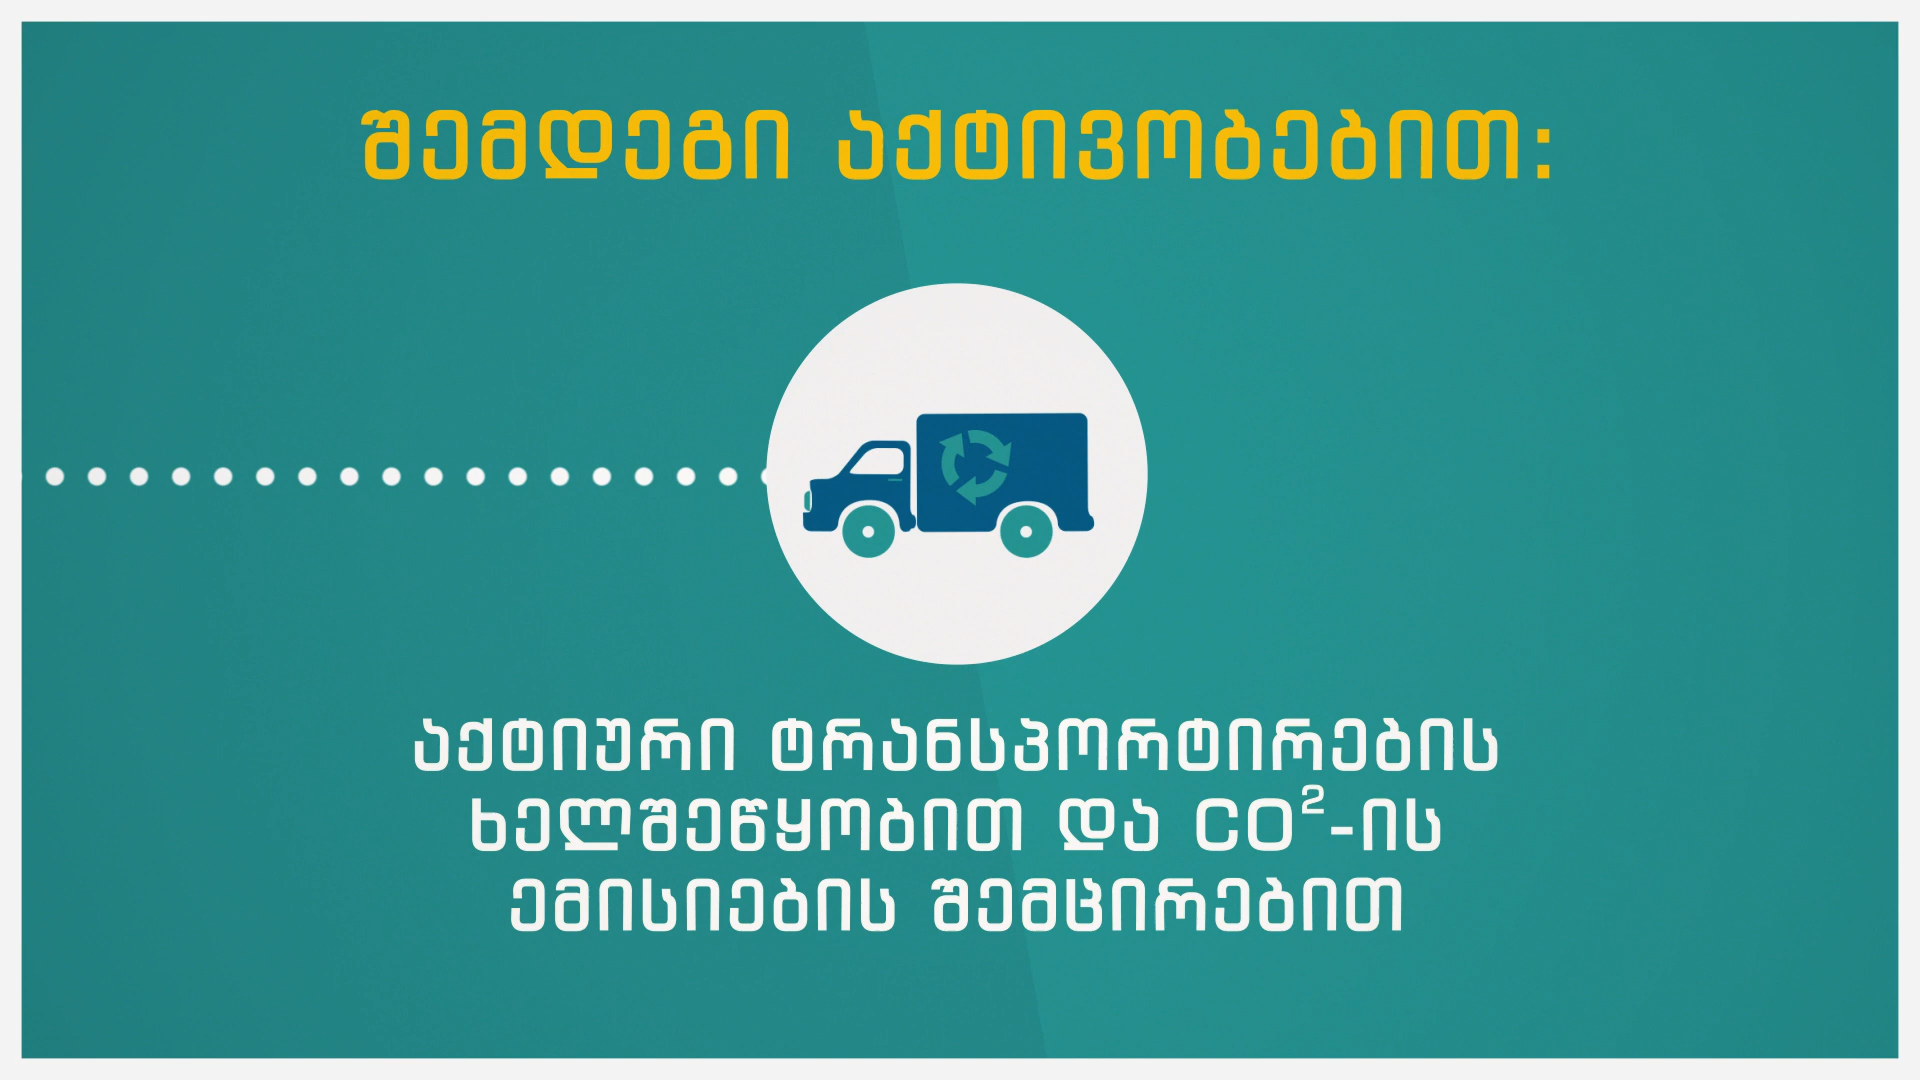 შემდეგი აქტივობებით:
აქტიური ტრანსპორტირების
ხელშეწყობით და CO²-ის
ემისიების შემცირებით